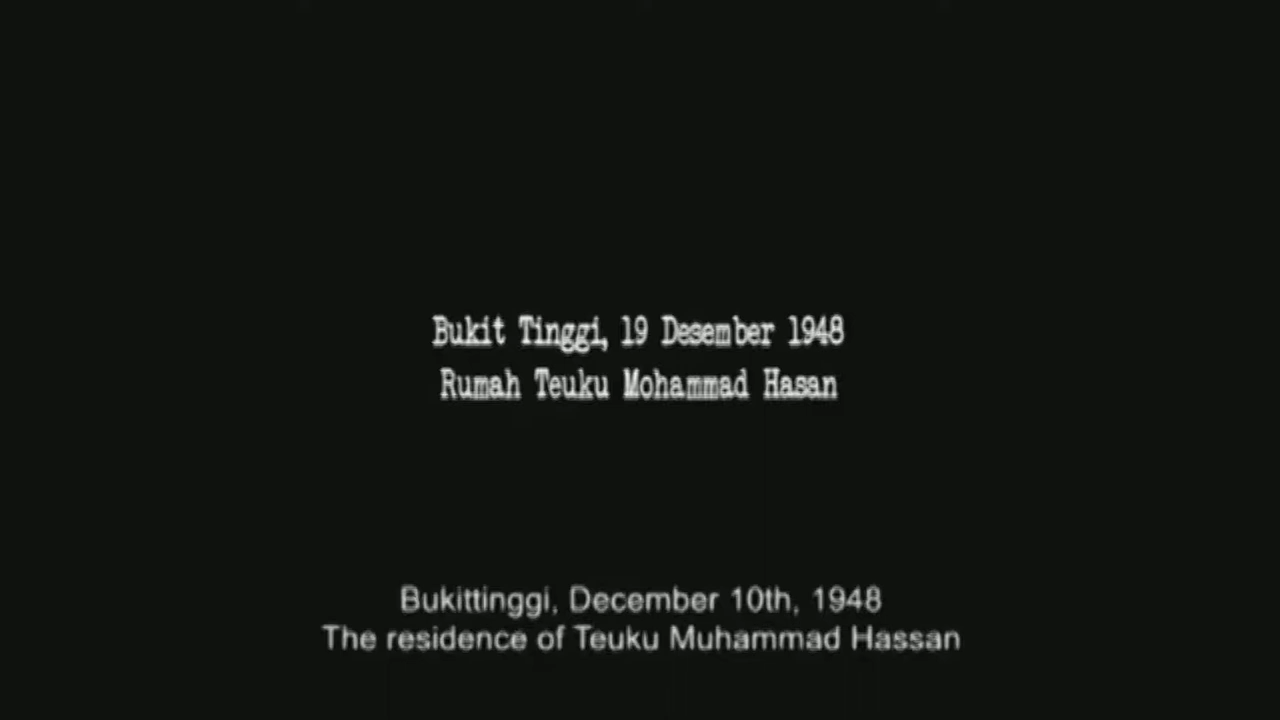 Bukit Tinggi, 19 Desember 1948
Rumah Teuku Mohammad Hasan
Bukittinggi, December 10th, 1948
The residence of Teuku Muhammad Hassan